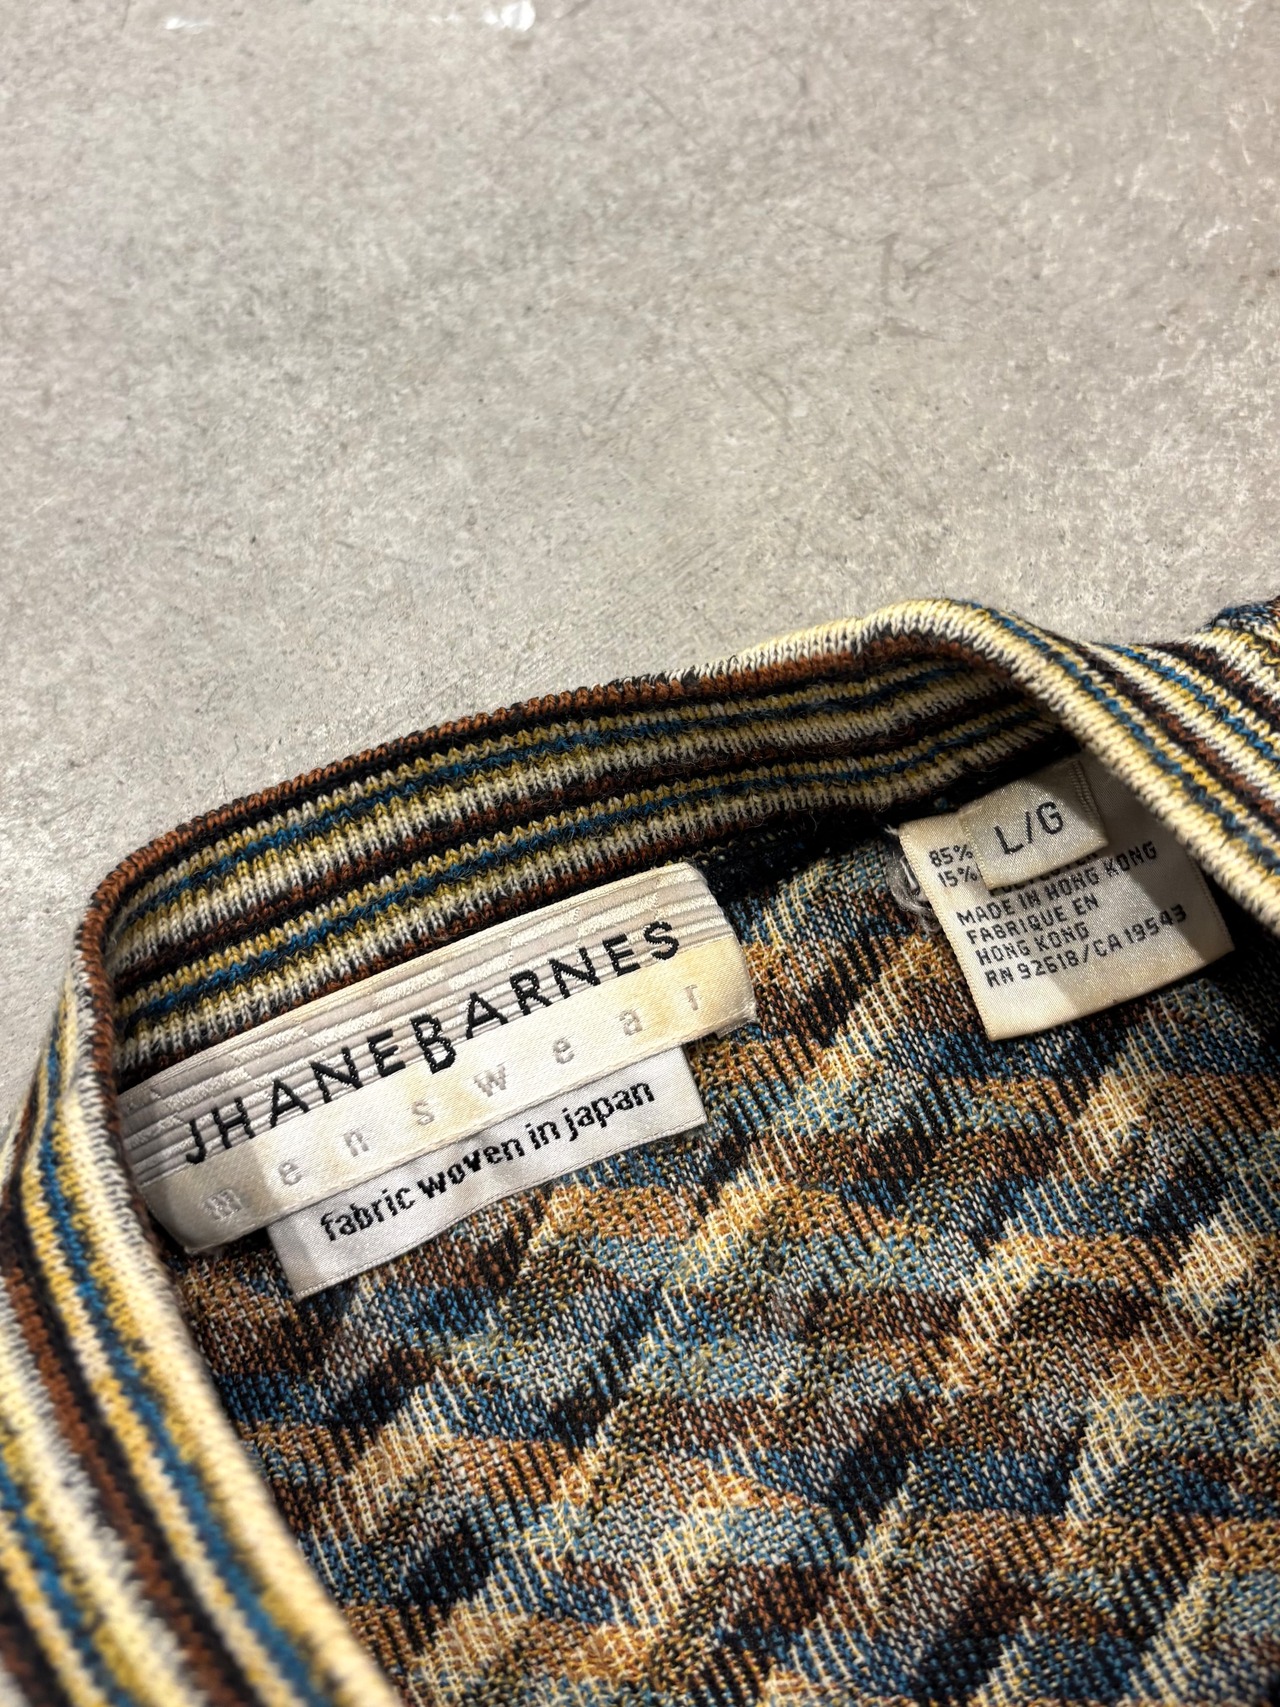 JHANEBARNES
menswear
fabric woven in japan
L/G
85%
15%
MADE IN HONG KONG
FABRIQUE EN
HONG KONG
RN 92618/CA 19543